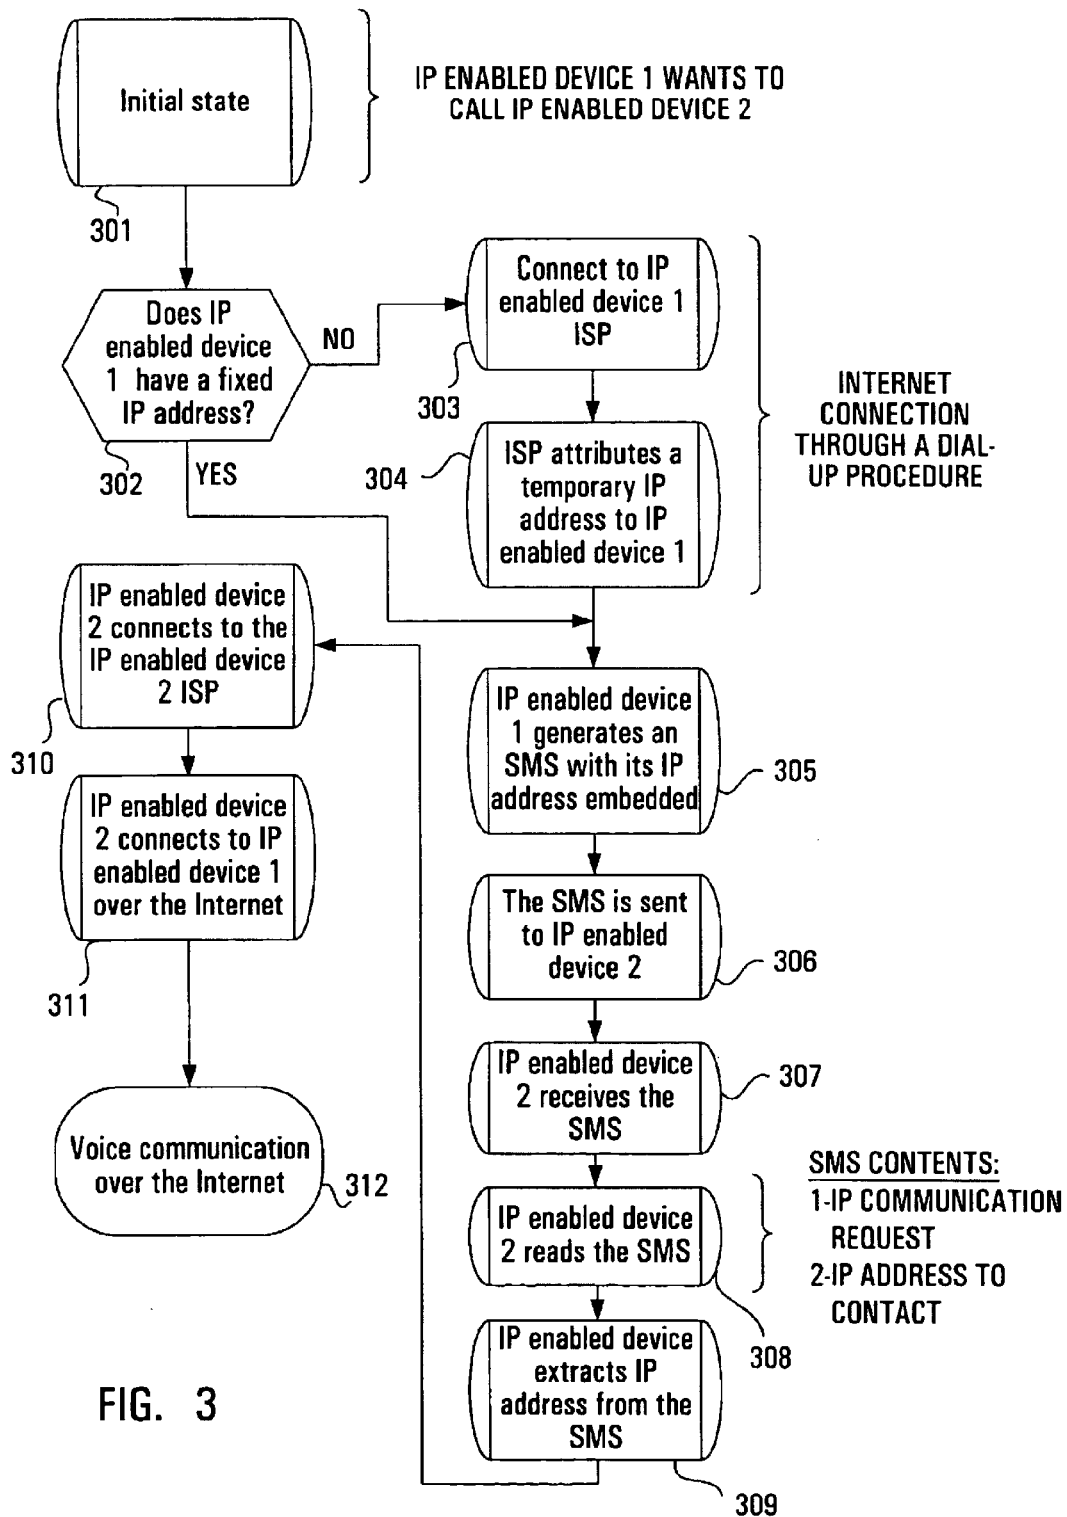 Initial state
IP ENABLED DEVICE 1 WANTS TO
CALL IP ENABLED DEVICE 2
301
Does IP
enabled device
1 have a fixed
IP address?
302
NO
YES
Connect to IP
enabled device 1
ISP
303
ISP attributes a
temporary IP
address to IP
enabled device 1
304
INTERNET
CONNECTION
THROUGH A DIAL-
UP PROCEDURE
IP enabled device
1 generates an
SMS with its IP
address embedded
305
The SMS is sent
to IP enabled
device 2
306
IP enabled device
2 receives the
SMS
307
IP enabled device
2 reads the SMS
308
SMS CONTENTS:
1-IP COMMUNICATION
REQUEST
2-IP ADDRESS TO
CONTACT
IP enabled device
extracts IP
address from the
SMS
309
IP enabled device
2 connects to the
IP enabled device
2 ISP
310
IP enabled device
2 connects to IP
enabled device 1
over the Internet
311
Voice communication
over the Internet
312
FIG. 3